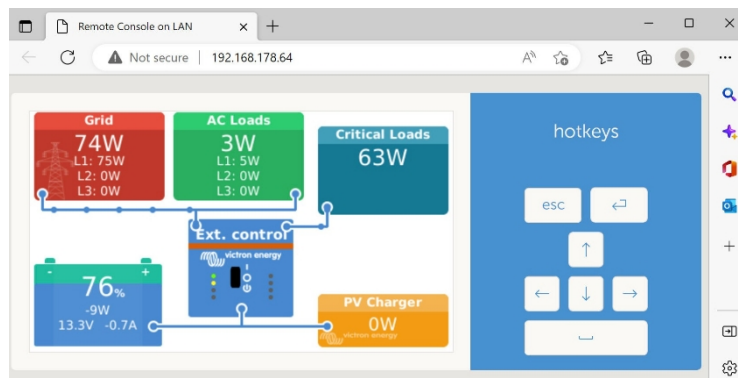 Remote Console on LAN
Not secure
192.168.178.64
Grid
74W
L1: 75W
L2: 0W
L3: 0W
AC Loads
3W
L1: 5W
L2: 0W
L3: 0W
Critical Loads
63W
Ext. control
victron energy
- +
76%
-9W
13.3V -0.7A
PV Charger
0W
victron energy
hotkeys
esc